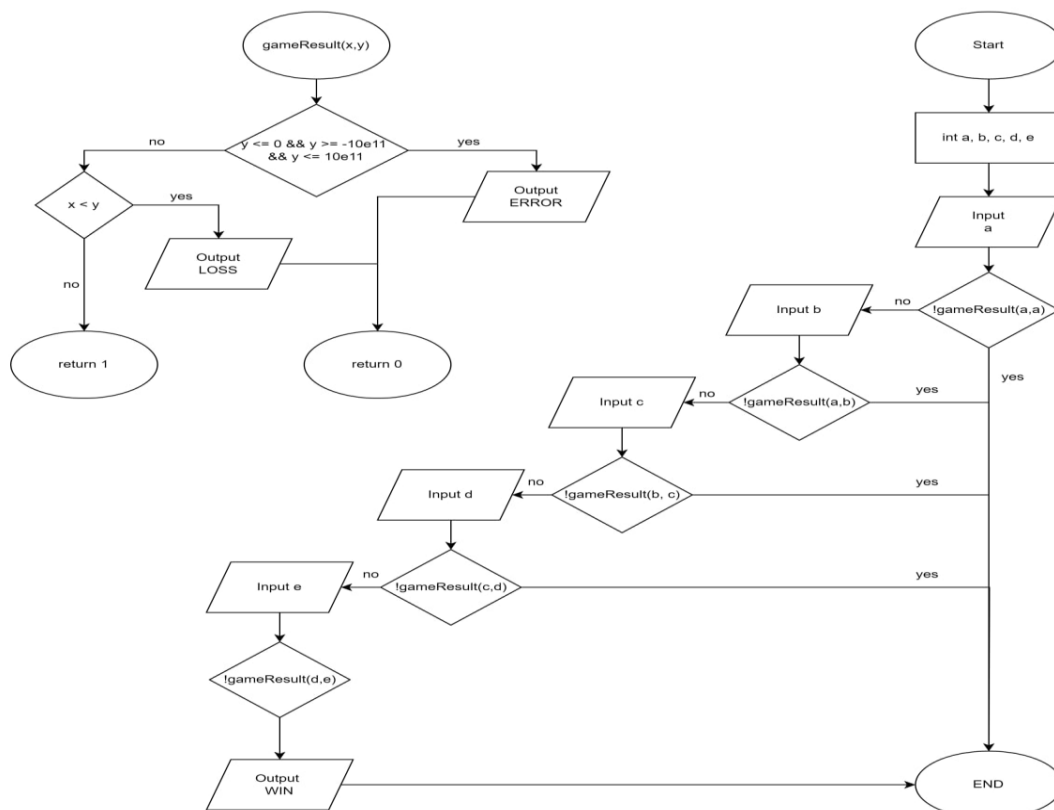 gameResult(x,y)
y <= 0 && y >= -10e11
&& y <= 10e11
no
yes
x < y
yes
Output
ERROR
Output
LOSS
no
return 1
return 0
Start
int a, b, c, d, e
Input
a
!gameResult(a,a)
no
yes
Input b
!gameResult(a,b)
no
yes
Input c
!gameResult(b, c)
no
yes
Input d
!gameResult(c,d)
no
yes
Input e
!gameResult(d,e)
Output
WIN
END